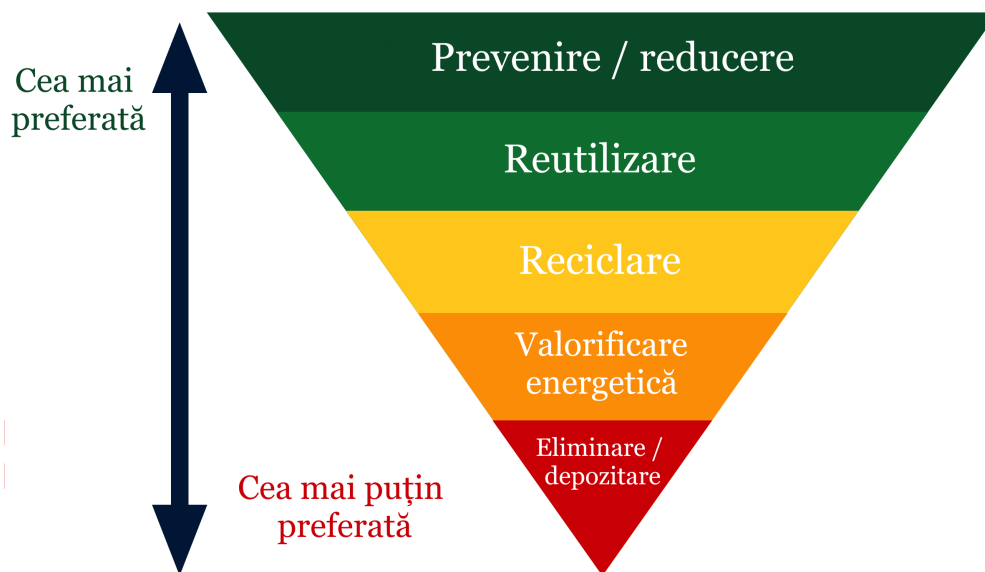 Prevenire / reducere
Cea mai
preferată
Reutilizare
Reciclare
Valorificare
energetică
Eliminare /
depozitare
Cea mai puțin
preferată